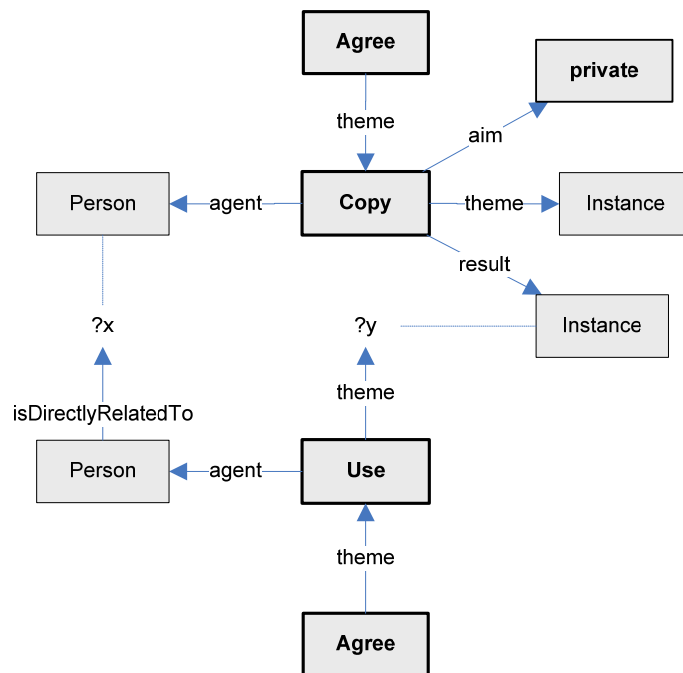 Agree
private
theme
aim
Person
agent
Copy
theme
Instance
result
?x
?y
Instance
theme
isDirectlyRelatedTo
Person
agent
Use
theme
Agree